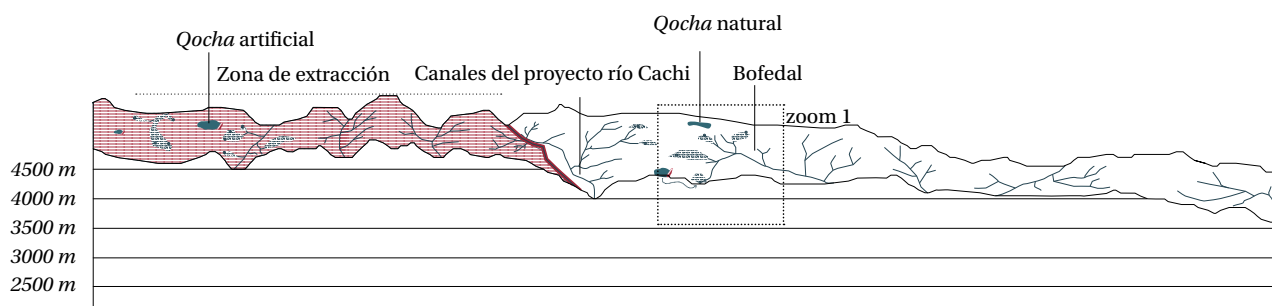 Qocha natural
Qocha artificial
Zona de extracción
Canales del proyecto río Cachi
Bofedal
zoom 1
4500 m
4000 m
3500 m
3000 m
2500 m